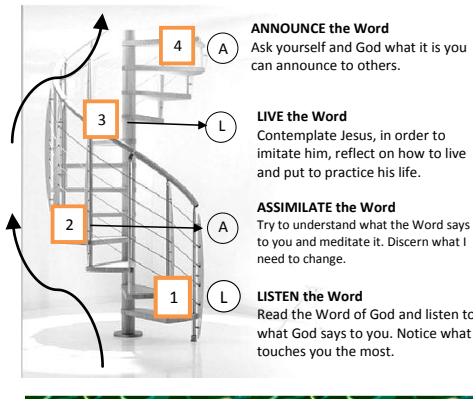 4
A
ANNOUNCE the Word
Ask yourself and God what it is you
can announce to others.
3
L
LIVE the Word
Contemplate Jesus, in order to
imitate him, reflect on how to live
and put to practice his life.
2
A
ASSIMILATE the Word
Try to understand what the Word says
to you and meditate it. Discern what I
need to change.
1
L
LISTEN the Word
Read the Word of God and listen to
what God says to you. Notice what
touches you the most.